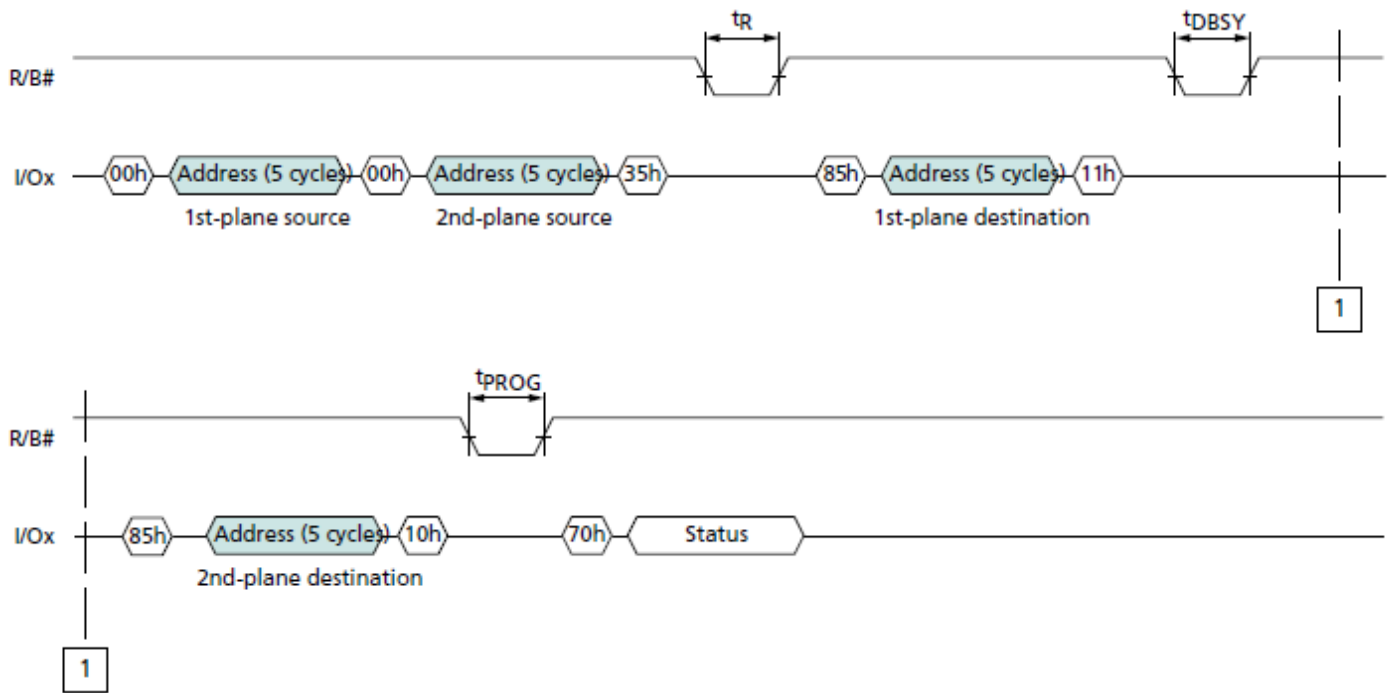 tR tDBSY
R/B#
I/Ox 00h Address (5 cycles) 00h Address (5 cycles) 35h 85h Address (5 cycles) 11h
1st-plane source 2nd-plane source 1st-plane destination
1
tPROG
R/B#
I/Ox 85h Address (5 cycles) 10h 70h Status
2nd-plane destination
1